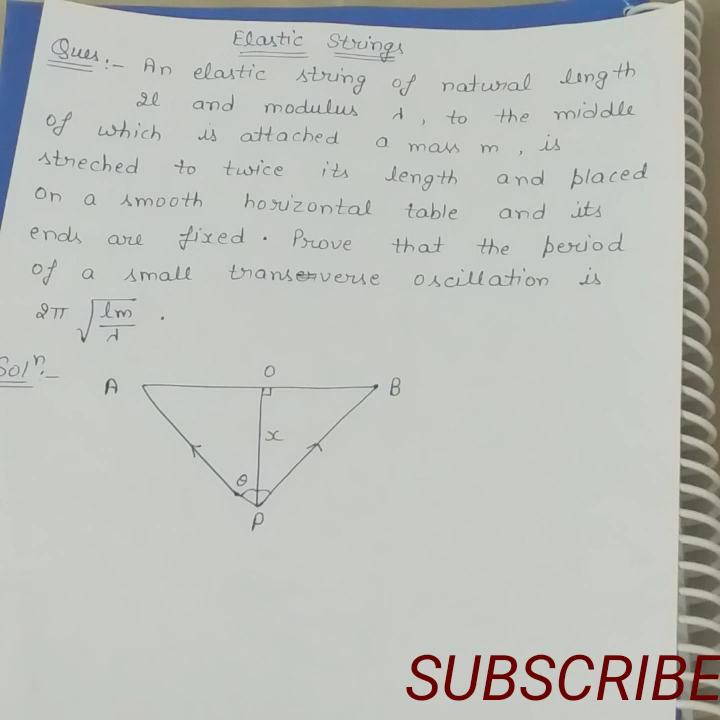 Elastic Strings
Ques:- An elastic string of natural length
2l and modulus λ, to the middle
of which is attached a mass m, is
streched to twice its length and placed
on a smooth horizontal table and its
ends are fixed. Prove that the period
of a small transverse oscillation is
2π √(lm/λ) .
Solⁿ:-
A O B
x
θ
P
SUBSCRIBE